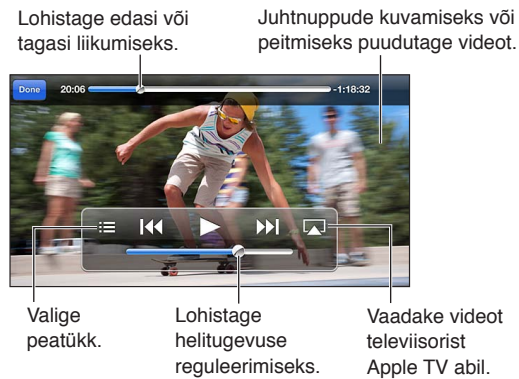 Lohistage edasi või
tagasi liikumiseks.
Juhtnuppude kuvamiseks või
peitmiseks puudutage videot.
Done
20:06
-1:18:32
Valige
peatükk.
Lohistage
helitugevuse
reguleerimiseks.
Vaadake videot
televiisorist
Apple TV abil.